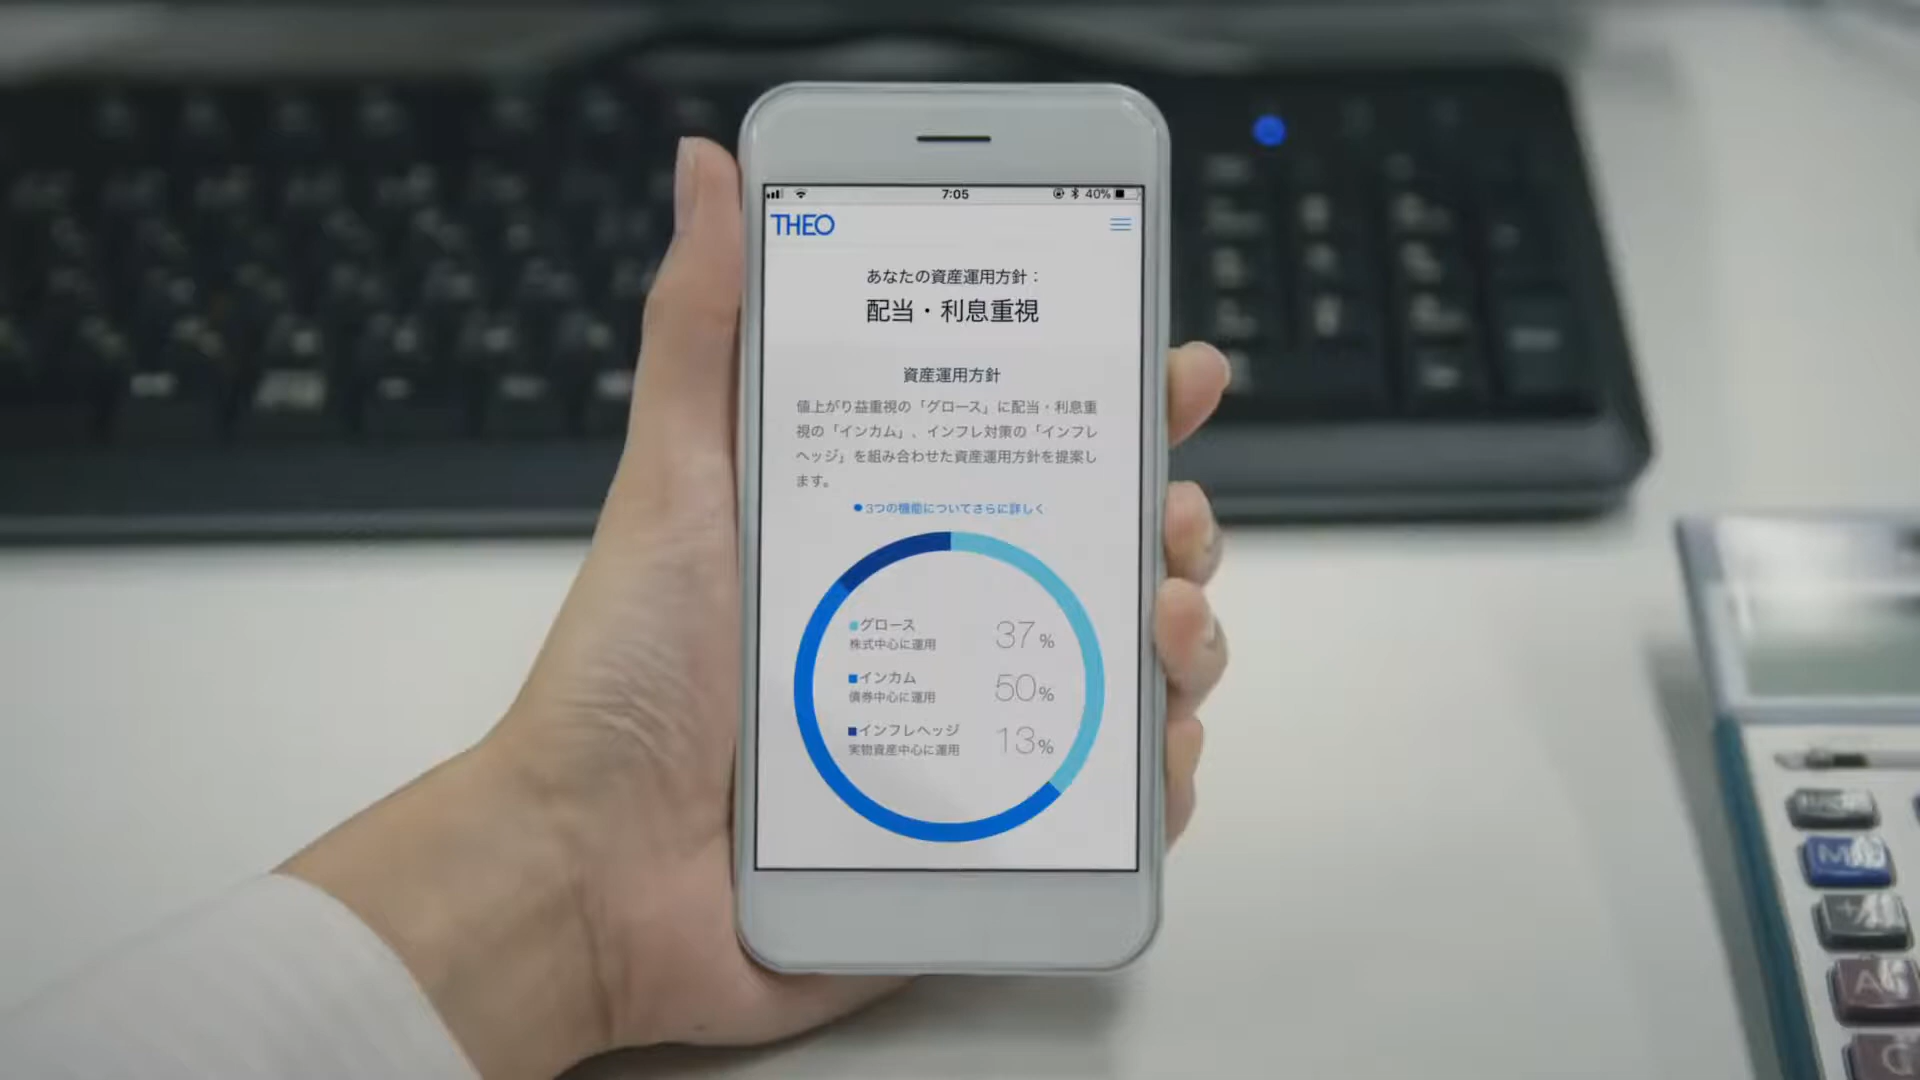 7:05
40%
THEO
あなたの資産運用方針：
配当・利息重視
資産運用方針
値上がり益重視の「グロース」に配当・利息重
視の「インカム」、インフレ対策の「インフレ
ヘッジ」を組み合わせた資産運用方針を提案し
ます。
3つの機能についてさらに詳しく
グロース
株式中心に運用
37%
インカム
債券中心に運用
50%
インフレヘッジ
実物資産中心に運用
13%